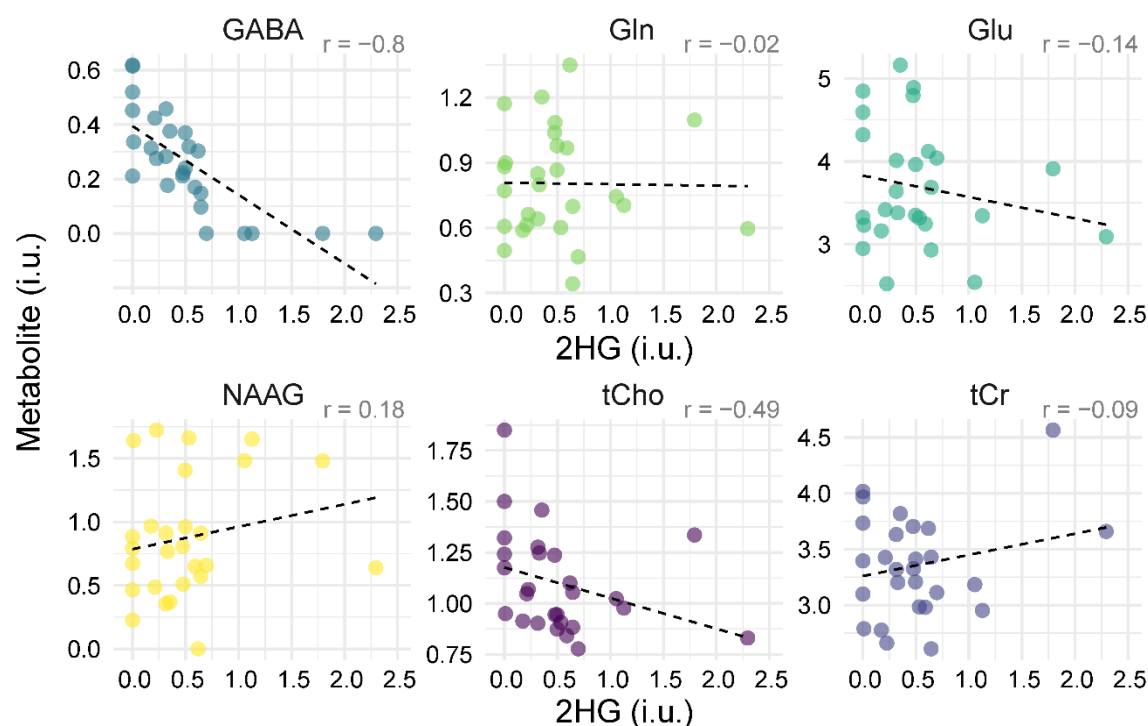 GABA
r = −0.8
0.6
0.4
0.2
0.0
0.0 0.5 1.0 1.5 2.0 2.5
Gln
r = −0.02
1.2
0.9
0.6
0.3
0.0 0.5 1.0 1.5 2.0 2.5
Glu
r = −0.14
5
4
3
0.0 0.5 1.0 1.5 2.0 2.5
2HG (i.u.)
Metabolite (i.u.)
NAAG
r 0.18
1.5
1.0
0.5
0.0
0.0 0.5 1.0 1.5 2.0 2.5
tCho
r = −0.49
1.75
1.50
1.25
1.00
0.75
0.0 0.5 1.0 1.5 2.0 2.5
tCr
r = −0.09
4.5
4.0
3.5
3.0
0.0 0.5 1.0 1.5 2.0 2.5
2HG (i.u.)